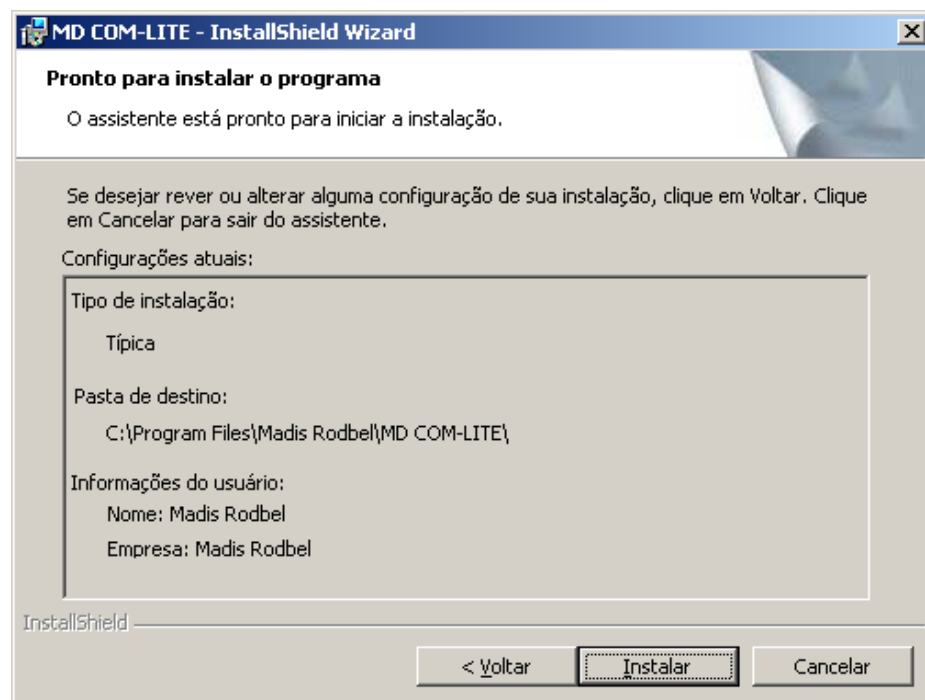 MD COM-LITE - InstallShield Wizard
Pronto para instalar o programa
O assistente está pronto para iniciar a instalação.
Se desejar rever ou alterar alguma configuração de sua instalação, clique em Voltar. Clique
em Cancelar para sair do assistente.
Configurações atuais:
Tipo de instalação:
Típica
Pasta de destino:
C:\Program Files\Madis Rodbel\MD COM-LITE\
Informações do usuário:
Nome: Madis Rodbel
Empresa: Madis Rodbel
InstallShield
< Voltar
Instalar
Cancelar